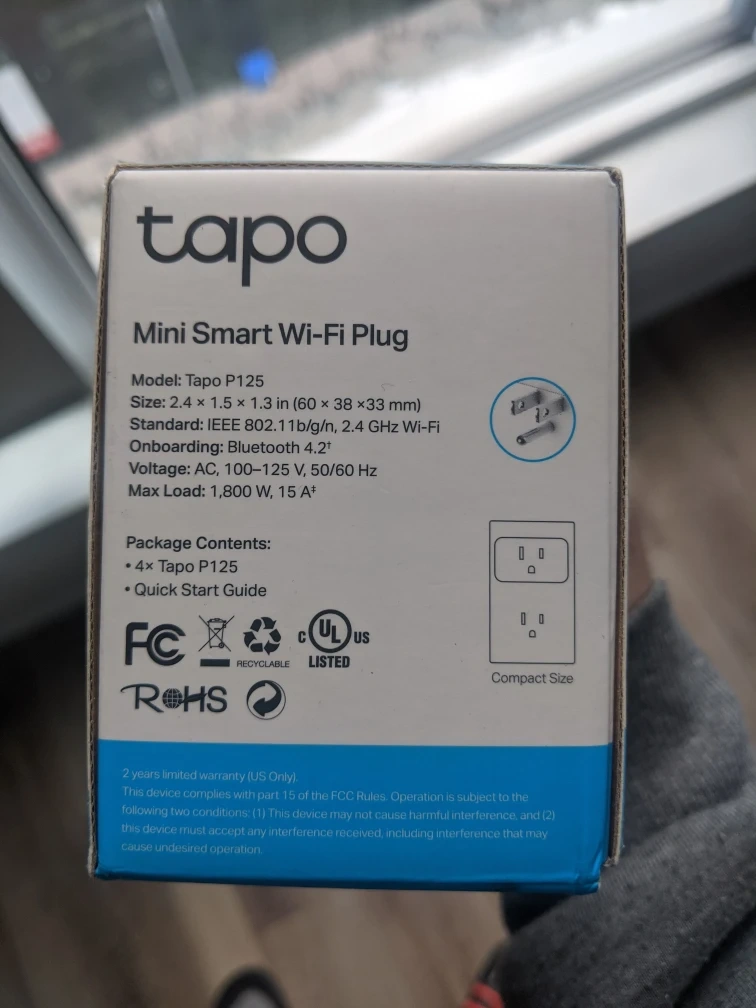 tapo
Mini Smart Wi-Fi Plug
Model: Tapo P125
Size: 2.4 × 1.5 × 1.3 in (60 × 38 ×33 mm)
Standard: IEEE 802.11b/g/n, 2.4 GHz Wi-Fi
Onboarding: Bluetooth 4.2†
Voltage: AC, 100–125 V, 50/60 Hz
Max Load: 1,800 W, 15 A‡
Package Contents:
• 4× Tapo P125
• Quick Start Guide
FC
RECYCLABLE
c UL US
LISTED
RoHS
Compact Size
2 years limited warranty (US Only).
This device complies with part 15 of the FCC Rules. Operation is subject to the
following two conditions: (1) This device may not cause harmful interference, and (2)
this device must accept any interference received, including interference that may
cause undesired operation.